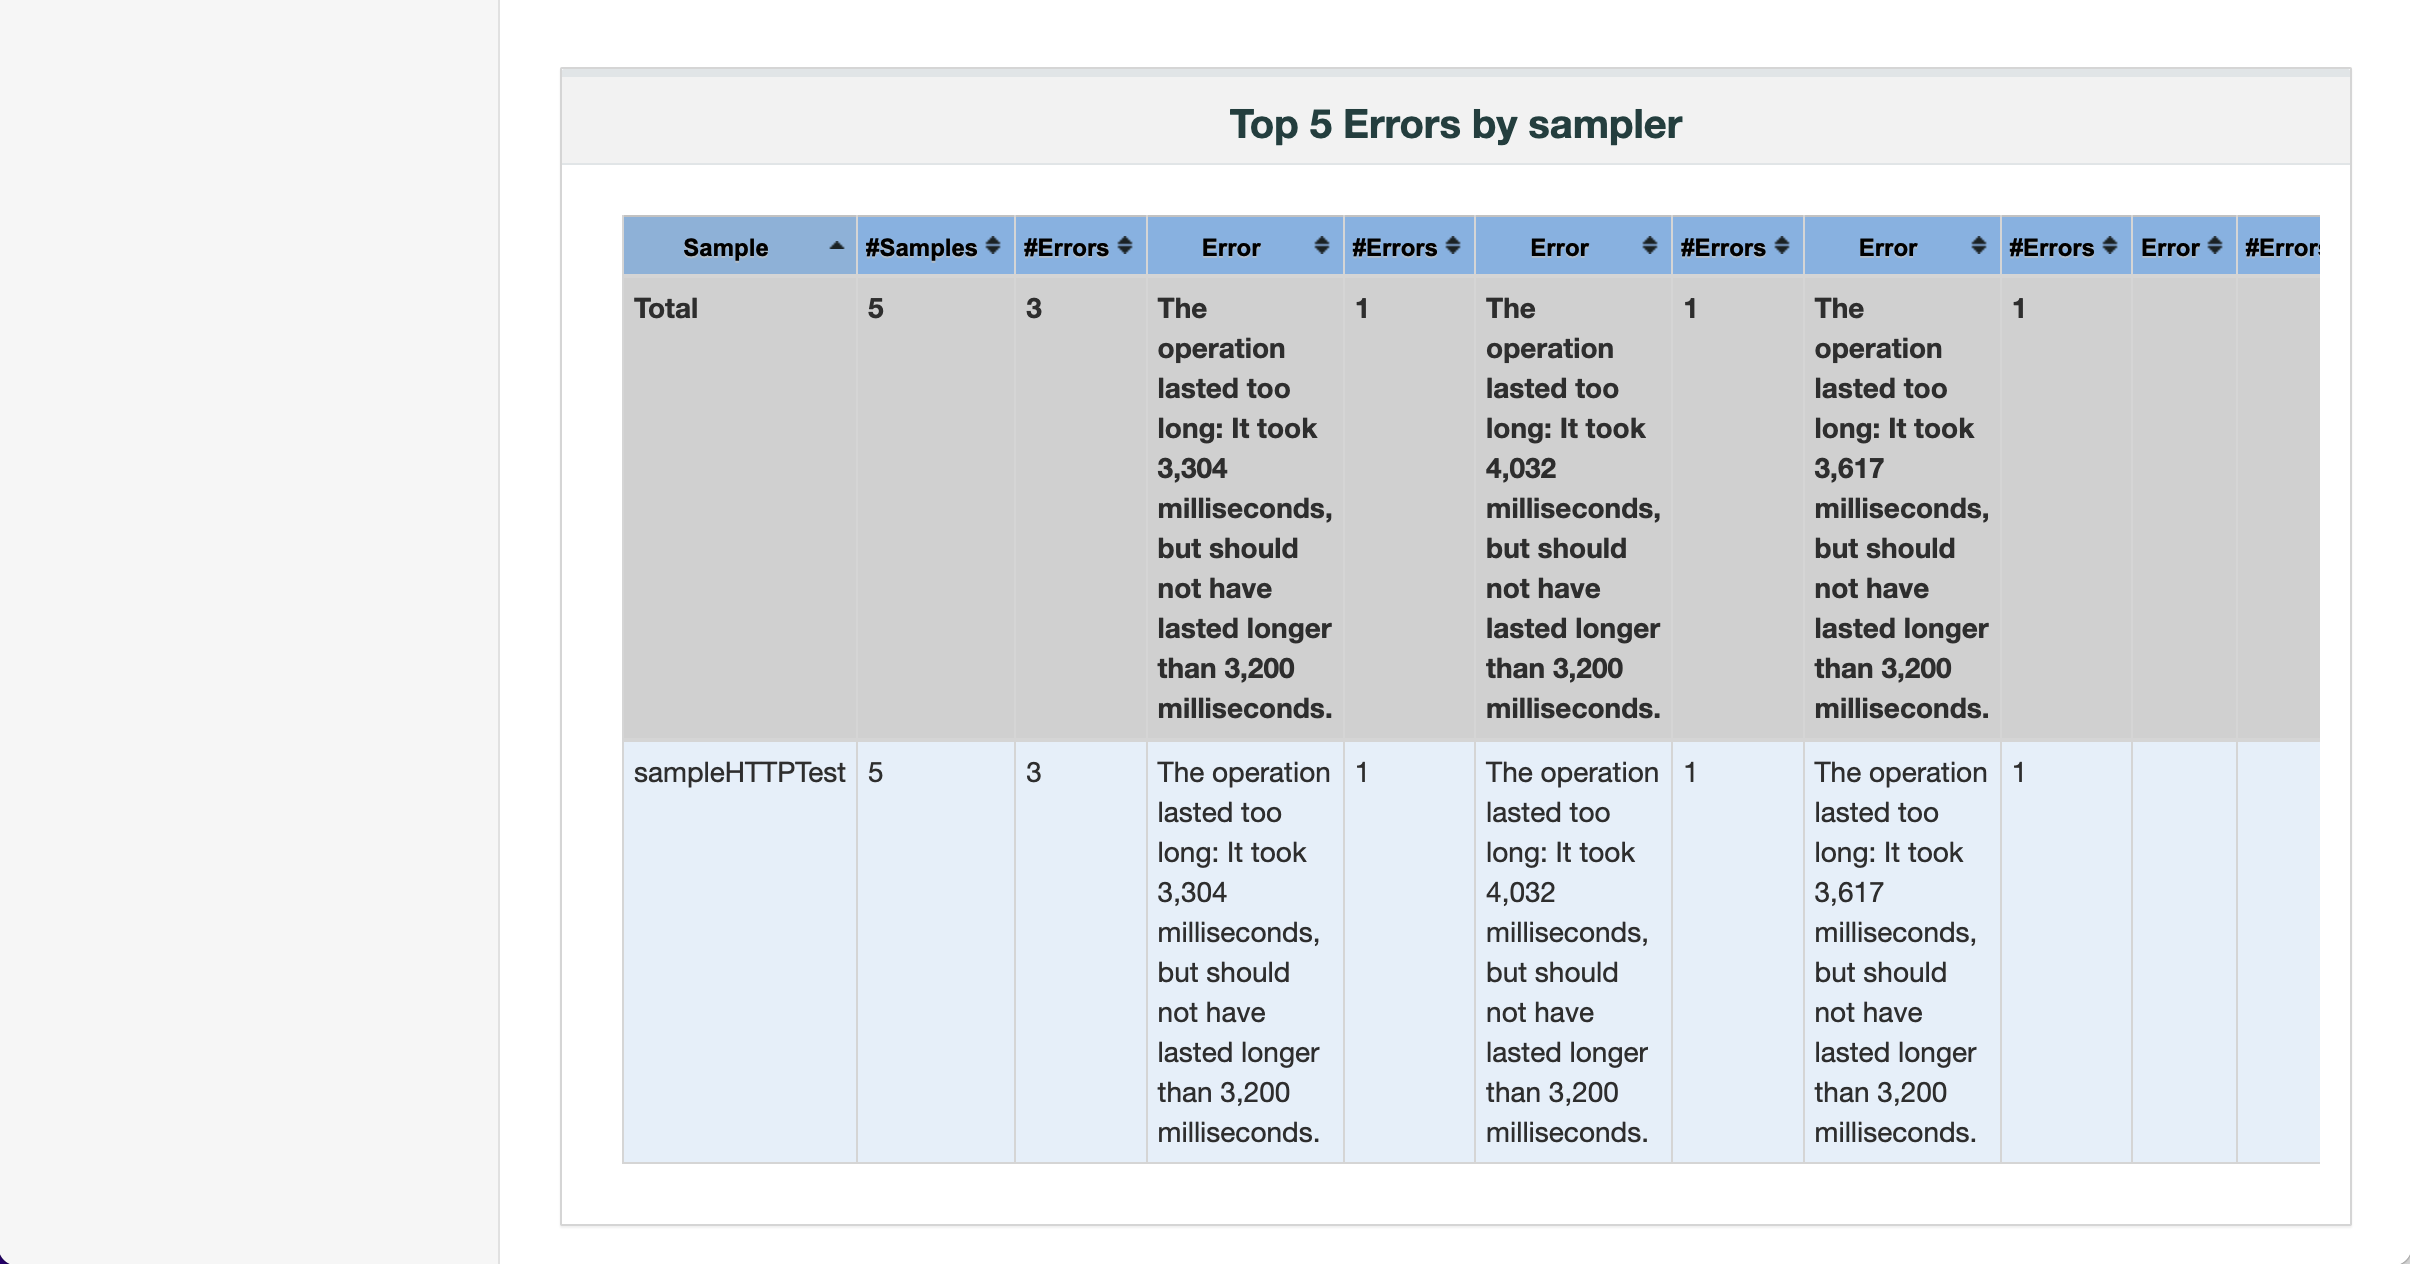 Top 5 Errors by sampler
Sample #Samples #Errors Error #Errors Error #Errors Error #Errors Error #Errors
Total 5 3 The 1 The 1 The 1
operation operation operation
lasted too lasted too lasted too
long: It took long: It took long: It took
3,304 4,032 3,617
milliseconds, milliseconds, milliseconds,
but should but should but should
not have not have not have
lasted longer lasted longer lasted longer
than 3,200 than 3,200 than 3,200
milliseconds. milliseconds. milliseconds.
sampleHTTPTest 5 3 The operation 1 The operation 1 The operation 1
lasted too lasted too lasted too
long: It took long: It took long: It took
3,304 4,032 3,617
milliseconds, milliseconds, milliseconds,
but should but should but should
not have not have not have
lasted longer lasted longer lasted longer
than 3,200 than 3,200 than 3,200
milliseconds. milliseconds. milliseconds.